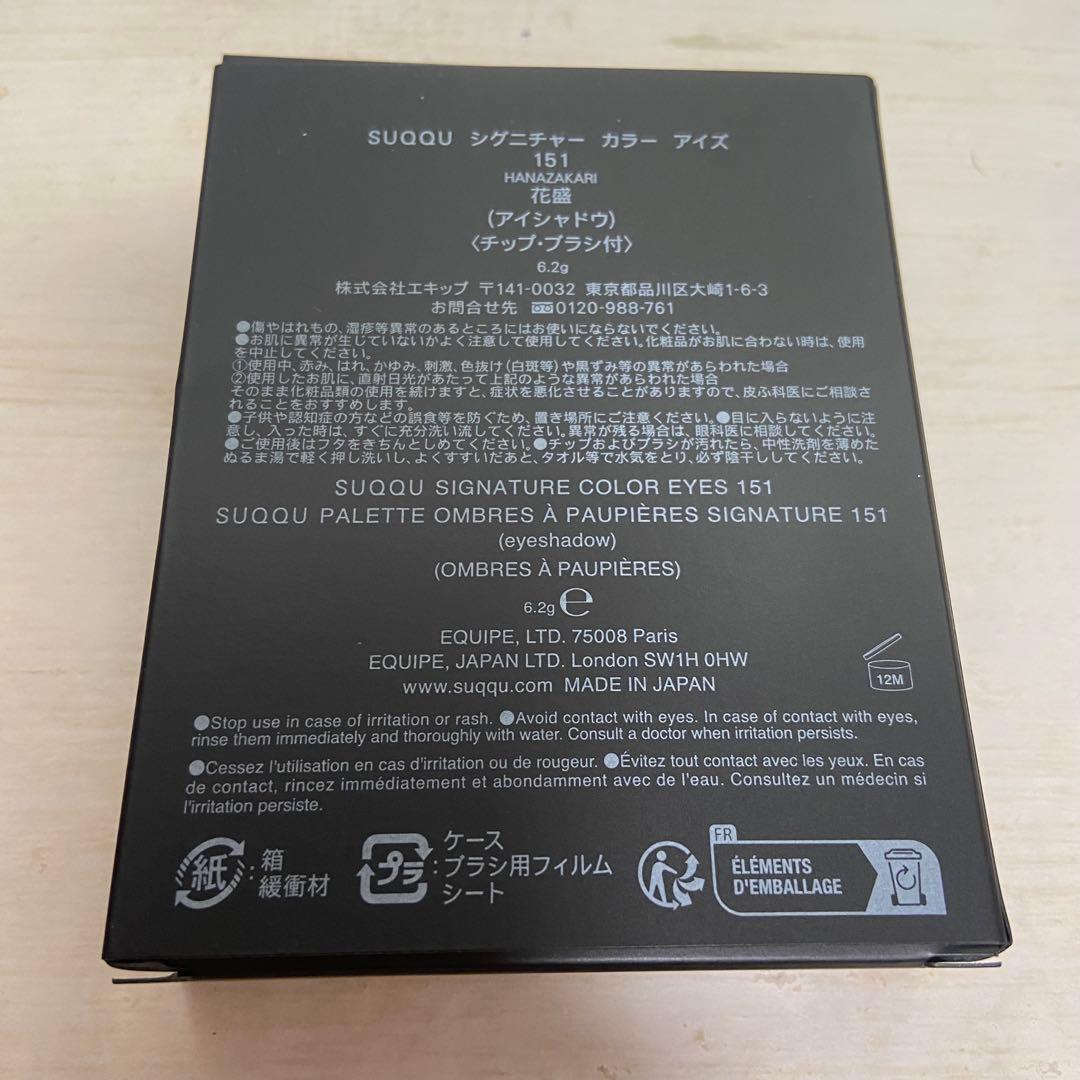 SUQQU シグニチャー カラー アイズ
151
HANAZAKARI
花盛
(アイシャドウ)
〈チップ・ブラシ付〉
6.2g
株式会社エキップ 〒141-0032 東京都品川区大崎1-6-3
お問合せ先 0120-988-761
●傷やはれもの、湿疹等異常のあるところにはお使いにならないでください。
●お肌に異常が生じていないかよく注意して使用してください。化粧品がお肌に合わない時は、使用
を中止してください。
①使用中、赤み、はれ、かゆみ、刺激、色抜け(白斑等)や黒ずみ等の異常があらわれた場合
②使用したお肌に、直射日光があたって上記のような異常があらわれた場合
そのまま化粧品類の使用を続けますと、症状を悪化させることがありますので、皮ふ科医にご相談さ
れることをおすすめします。
●子供や認知症の方などの誤食等を防ぐため、置き場所にご注意ください。●目に入らないように注
意し、入った時は、すぐに充分洗い流してください。異常が残る場合は、眼科医に相談してください。
●ご使用後はフタをきちんとしめてください。●チップおよびブラシが汚れたら、中性洗剤を薄めた
ぬるま湯で軽く押し洗いし、よくすすいだあと、タオル等で水気をとり、必ず陰干ししてください。
SUQQU SIGNATURE COLOR EYES 151
SUQQU PALETTE OMBRES À PAUPIÈRES SIGNATURE 151
(eyeshadow)
(OMBRES À PAUPIÈRES)
6.2g ℮
EQUIPE, LTD. 75008 Paris
EQUIPE, JAPAN LTD. London SW1H 0HW
www.suqqu.com MADE IN JAPAN
12M
●Stop use in case of irritation or rash. ●Avoid contact with eyes. In case of contact with eyes,
rinse them immediately and thoroughly with water. Consult a doctor when irritation persists.
●Cessez l'utilisation en cas d'irritation ou de rougeur. ●Évitez tout contact avec les yeux. En cas
de contact, rincez immédiatement et abondamment avec de l'eau. Consultez un médecin si
l'irritation persiste.
紙 : 箱
緩衝材
プラ : ケース
ブラシ用フィルム
シート
FR
ÉLÉMENTS
D'EMBALLAGE